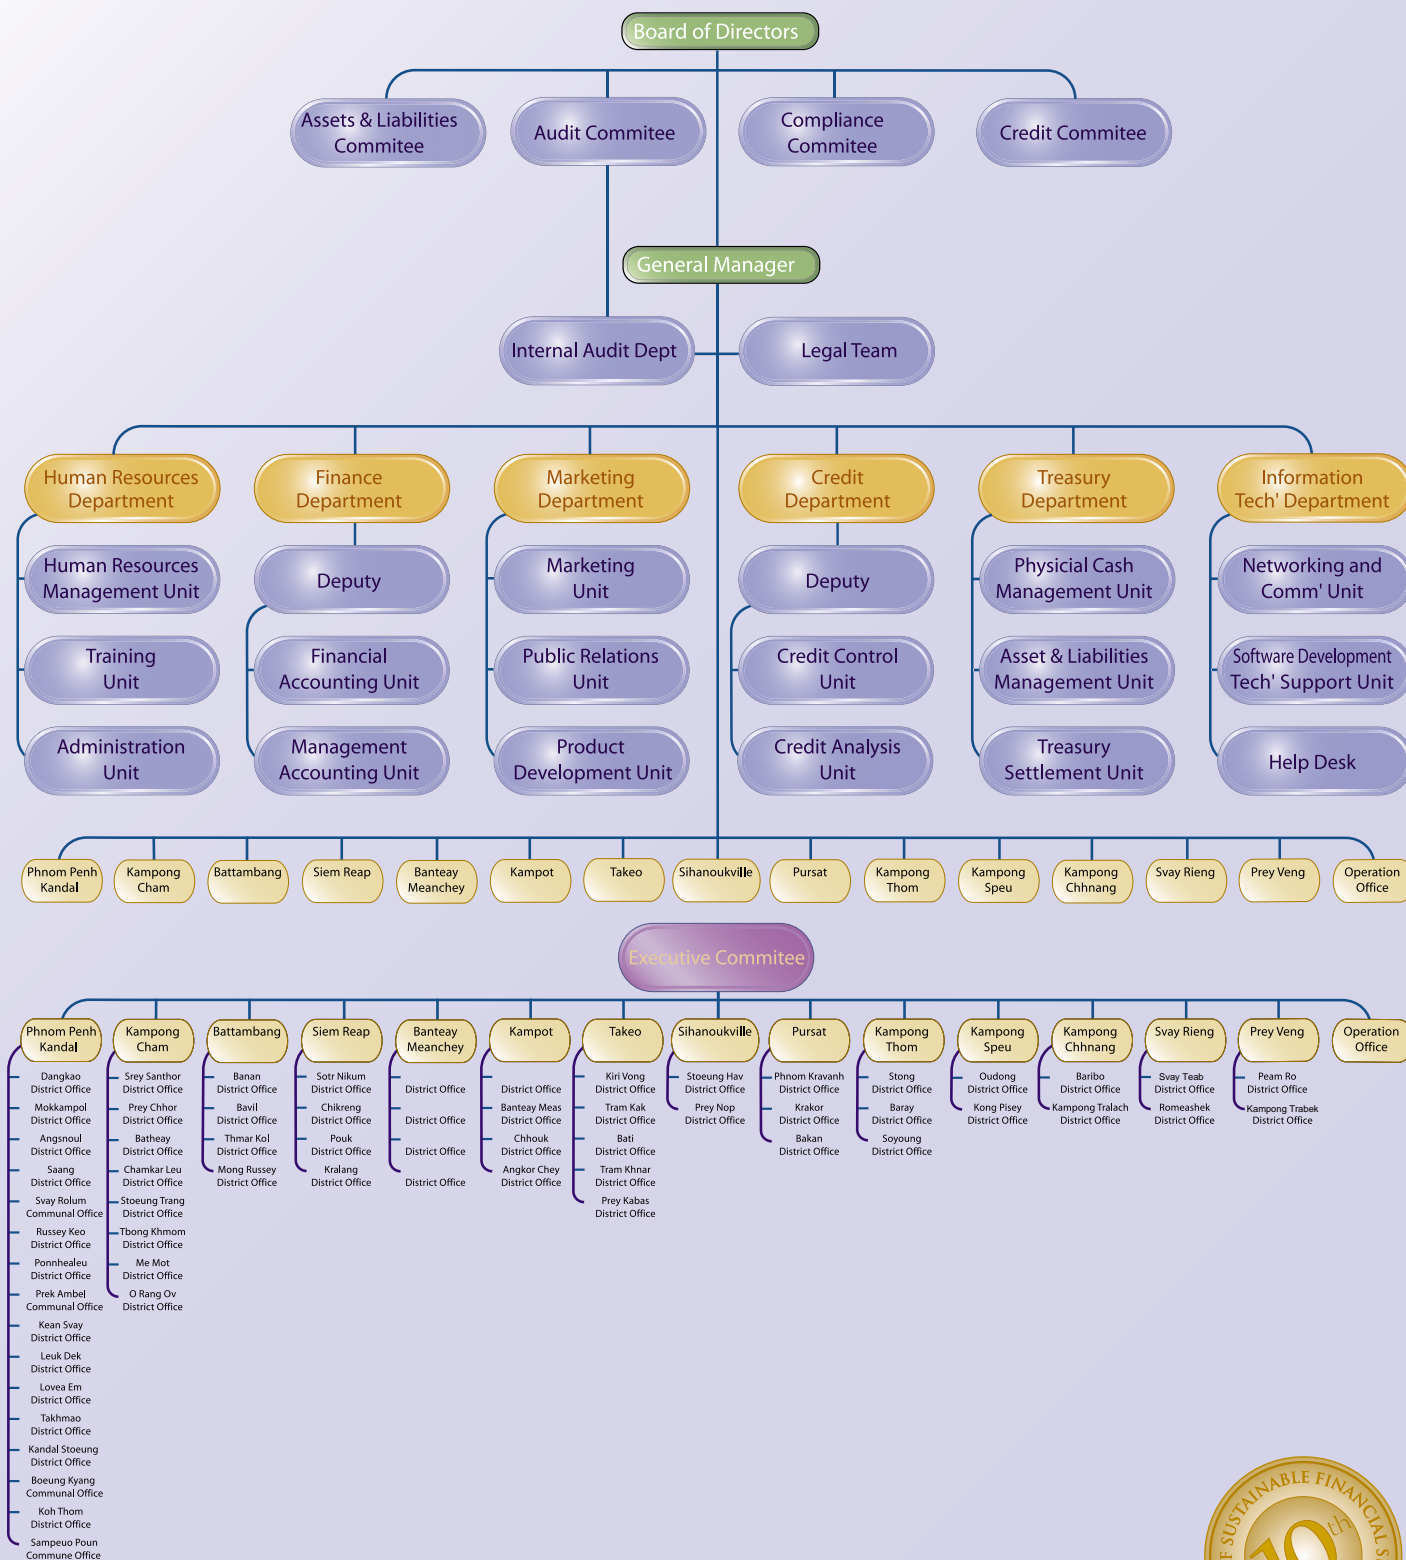 Board of Directors
Assets & Liabilities
Commitee
Audit Commitee
Compliance
Commitee
Credit Commitee
General Manager
Internal Audit Dept
Legal Team
Human Resources
Department
Finance
Department
Marketing
Department
Credit
Department
Treasury
Department
Information
Tech' Department
Human Resources
Management Unit
Deputy
Marketing
Unit
Deputy
Physicial Cash
Management Unit
Networking and
Comm' Unit
Training
Unit
Financial
Accounting Unit
Public Relations
Unit
Credit Control
Unit
Asset & Liabilities
Management Unit
Software Development
Tech' Support Unit
Administration
Unit
Management
Accounting Unit
Product
Development Unit
Credit Analysis
Unit
Treasury
Settlement Unit
Help Desk
Phnom Penh
Kandal
Kampong
Cham
Battambang
Siem Reap
Banteay
Meanchey
Kampot
Takeo
Sihanoukville
Pursat
Kampong
Thom
Kampong
Speu
Kampong
Chhnang
Svay Rieng
Prey Veng
Operation
Office
Executive Commitee
Phnom Penh
Kandal
Dangkao
District Office
Mokkampol
District Office
Angsnoul
District Office
Saang
District Office
Svay Rolum
Communal Office
Russey Keo
District Office
Ponnhealeu
District Office
Prek Ambel
Communal Office
Kean Svay
District Office
Leuk Dek
District Office
Lovea Em
District Office
Takhmao
District Office
Kandal Stoeung
District Office
Boeung Kyang
Communal Office
Koh Thom
District Office
Sampeuo Poun
Commune Office
Kampong
Cham
Srey Santhor
District Office
Prey Chhor
District Office
Batheay
District Office
Chamkar Leu
District Office
Stoeung Trang
District Office
Tbong Khmom
District Office
Me Mot
District Office
O Rang Ov
District Office
Battambang
Banan
District Office
Bavil
District Office
Thmar Kol
District Office
Mong Russey
District Office
Siem Reap
Sotr Nikum
District Office
Chikreng
District Office
Pouk
District Office
Kralang
District Office
Banteay
Meanchey
District Office
District Office
District Office
District Office
Kampot
District Office
Banteay Meas
District Office
Chhouk
District Office
Angkor Chey
District Office
Takeo
Kiri Vong
District Office
Tram Kak
District Office
Bati
District Office
Tram Khnar
District Office
Prey Kabas
District Office
Sihanoukville
Stoeung Hav
District Office
Prey Nop
District Office
Pursat
Phnom Kravanh
District Office
Krakor
District Office
Bakan
District Office
Kampong
Thom
Stong
District Office
Baray
District Office
Soyoung
District Office
Kampong
Speu
Oudong
District Office
Kong Pisey
District Office
Kampong
Chhnang
Baribo
District Office
Kampong Tralach
District Office
Svay Rieng
Svay Teab
District Office
Romeashek
District Office
Prey Veng
Peam Ro
District Office
Kampong Trabek
District Office
Operation
Office
F SUSTAINABLE FINANCIAL S
10th